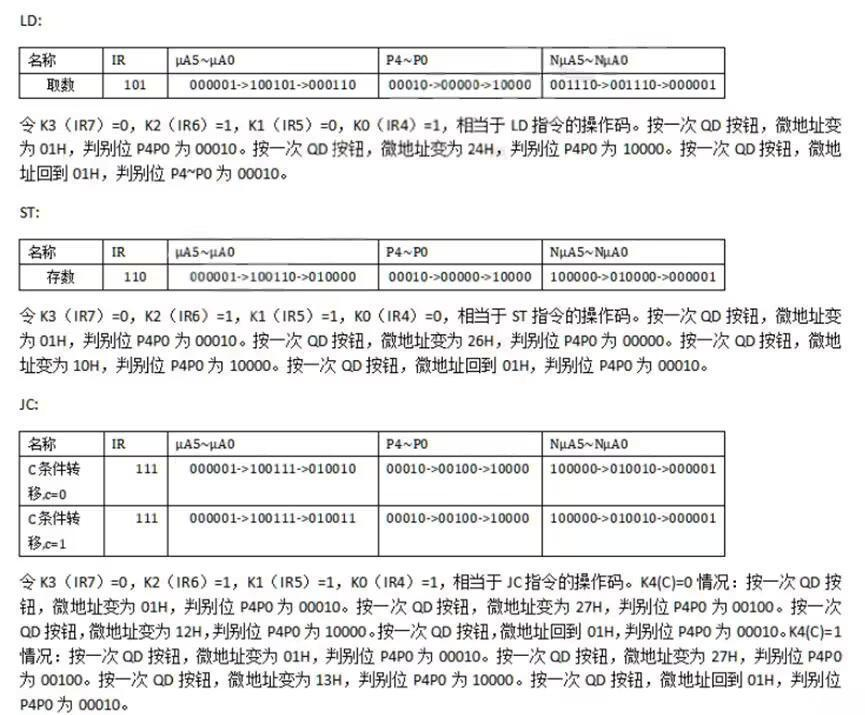 LD:
名称 IR μA5~μA0 P4~P0 NμA5~NμA0
取数 101 000001->100101->000110 00010->00000->10000 001110->001110->000001
令 K3（IR7）=0，K2（IR6）=1，K1（IR5）=0，K0（IR4）=1，相当于 LD 指令的操作码。按一次 QD 按钮，微地址变
为 01H，判别位 P4P0 为 00010。按一次 QD 按钮，微地址变为 24H，判别位 P4P0 为 10000。按一次 QD 按钮，微地
址回到 01H，判别位 P4~P0 为 00010。
ST:
名称 IR μA5~μA0 P4~P0 NμA5~NμA0
存数 110 000001->100110->010000 00010->00000->10000 100000->010000->000001
令 K3（IR7）=0，K2（IR6）=1，K1（IR5）=1，K0（IR4）=0，相当于 ST 指令的操作码。按一次 QD 按钮，微地址变
为 01H，判别位 P4P0 为 00010。按一次 QD 按钮，微地址变为 26H，判别位 P4P0 为 00000。按一次 QD 按钮，微地
址变为 10H，判别位 P4P0 为 10000。按一次 QD 按钮，微地址回到 01H，判别位 P4P0 为 00010。
JC:
名称 IR μA5~μA0 P4~P0 NμA5~NμA0
C 条件转 111 000001->100111->010010 00010->00100->10000 100000->010010->000001
移,c=0
C 条件转 111 000001->100111->010011 00010->00100->10000 100000->010010->000001
移,c=1
令 K3（IR7）=0，K2（IR6）=1，K1（IR5）=1，K0（IR4）=1，相当于 JC 指令的操作码。K4(C)=0 情况：按一次 QD 按
钮，微地址变为 01H，判别位 P4P0 为 00010。按一次 QD 按钮，微地址变为 27H，判别位 P4P0 为 00100。按一次
QD 按钮，微地址变为 12H，判别位 P4P0 为 10000。按一次 QD 按钮，微地址回到 01H，判别位 P4P0 为 00010。K4(C)=1
情况：按一次 QD 按钮，微地址变为 01H，判别位 P4P0 为 00010。按一次 QD 按钮，微地址变为 27H，判别位 P4P0
为 00100。按一次 QD 按钮，微地址变为 13H，判别位 P4P0 为 10000。按一次 QD 按钮，微地址回到 01H，判别位
P4P0 为 00010。